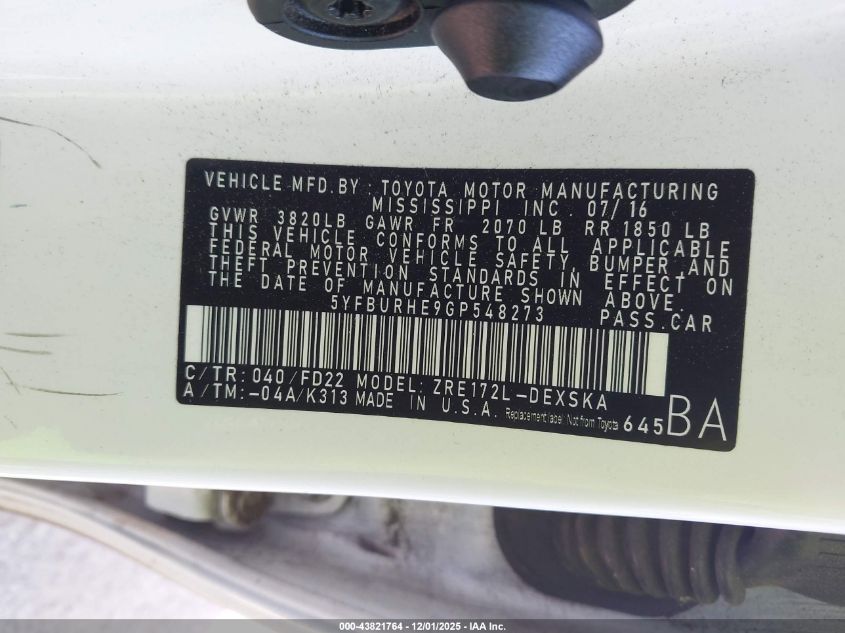 VEHICLE MFD.BY: TOYOTA MOTOR MANUFACTURING
MISSISSIPPI INC. 07/16
GVWR 3820LB GAWR FR 2070 LB RR 1850 LB
THIS VEHICLE CONFORMS TO ALL APPLICABLE
FEDERAL MOTOR VEHICLE SAFETY, BUMPER AND
THEFT PREVENTION STANDARDS IN EFFECT ON
THE DATE OF MANUFACTURE SHOWN ABOVE.
5YFBURHE9GP548273 PASS.CAR
C/TR: 040/FD22 MODEL: ZRE172L-DEXSKA
A/TM:-04A/K313 MADE IN U.S.A. Replacement label Not from Toyota 645 BA
000-43821764 - 12/01/2025 - IAA Inc.